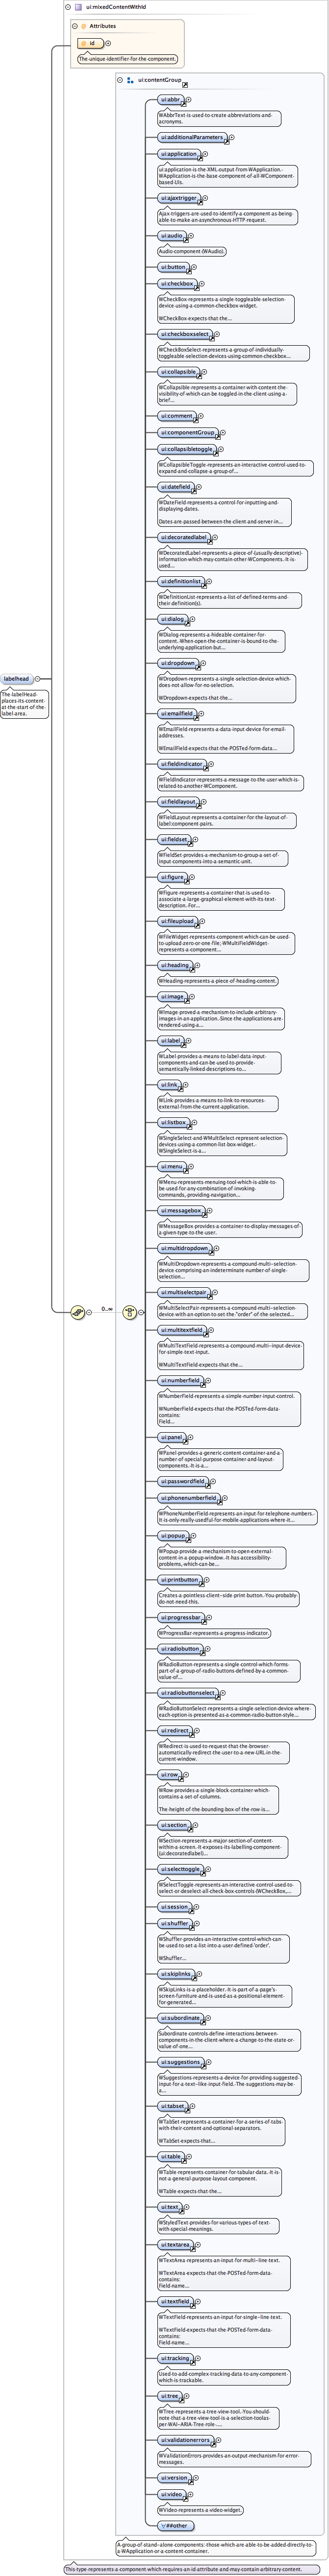 ui:mixedContentWithId
Attributes
id
The unique identifier for the component.
ui:contentGroup
ui:abbr
WAbbrText is used to create abbreviations and
acronyms.
ui:additionalParameters
ui:application
ui:application is the XML output from WApplication.
WApplication is the base component of all WComponent
based UIs.
ui:ajaxtrigger
Ajax triggers are used to identify a component as being
able to make an asynchronous HTTP request.
ui:audio
Audio component (WAudio).
ui:button
ui:checkbox
WCheckBox represents a single toggleable selection
device using a common checkbox widget.
WCheckBox expects that the...
ui:checkboxselect
WCheckBoxSelect represents a group of individually
toggleable selection devices using common checkbox...
ui:collapsible
WCollapsible represents a container with content the
visibility of which can be toggled in the client using a
brief...
ui:comment
ui:componentGroup
ui:collapsibletoggle
WCollapsibleToggle represents an interactive control used to
expand and collapse a group of...
ui:datefield
WDateField represents a control for inputting and
displaying dates.
Dates are passed between the client and server in...
ui:decoratedlabel
WDecoratedLabel represents a piece of (usually descriptive)
information which may contain other WComponents. It is
used...
ui:definitionlist
WDefinitionList represents a list of defined terms and
their definition(s).
ui:dialog
WDialog represents a hideable container for
content. When open the container is bound to the
underlying application but...
ui:dropdown
WDropdown represents a single selection device which
does not allow for no selection.
WDropdown expects that the...
labelhead
The labelHead
places its content
at the start of the
label area.
ui:emailfield
WEmailField represents a data input device for email
addresses.
WEmailField expects that the POSTed form data...
ui:fieldindicator
WFieldIndicator represents a message to the user which is
related to another WComponent.
ui:fieldlayout
WFieldLayout represents a container for the layout of
label:component pairs.
ui:fieldset
WFieldSet provides a mechanism to group a set of
input components into a semantic unit.
ui:figure
WFigure represents a container that is used to
associate a large graphical element with its text
description. For...
ui:fileupload
WFileWidget represents component which can be used
to upload zero or one file; WMultiFileWidget
represents a component...
ui:heading
WHeading represents a piece of heading content.
ui:image
WImage proved a mechanism to include arbitrary
images in an application. Since the applications are
rendered using a...
ui:label
WLabel provides a means to label data input
components and can be used to provide
semantically linked descriptions to...
ui:link
WLink provides a means to link to resources
external from the current application.
ui:listbox
WSingleSelect and WMultiSelect represent selection
devices using a common list box widget.
WSingleSelect is a...
ui:menu
WMenu represents menuing tool which is able to
be used for any combination of invoking
commands, providing navigation...
ui:messagebox
WMessageBox provides a container to display messages of
a given type to the user.
ui:multidropdown
WMultiDropdown represents a compound multi-selection
device comprising an indeterminate number of single
selection...
ui:multiselectpair
WMultiSelectPair represents a compound multi-selection
device with an option to set the "order" of the selected...
0..∞
ui:multitextfield
WMultiTextField represents a compound multi-input device
for simple text input.
WMultiTextField expects that the...
ui:numberfield
WNumberField represents a simple number input control.
WNumberField expects that the POSTed form data
contains:
Field...
ui:panel
WPanel provides a generic content container and a
number of special purpose container and layout
components. It is a...
ui:passwordfield
ui:phonenumberfield
WPhoneNumberField represents an input for telephone numbers.
It is only really useful for mobile applications where it...
ui:popup
WPopup provide a mechanism to open external
content in a popup window. It has accessibility
problems, which can be...
ui:printbutton
Creates a pointless client-side print button. You probably
do not need this.
ui:progressbar
WProgressBar represents a progress indicator.
ui:radiobutton
WRadioButton represents a single control which forms
part of a group of radio buttons defined by a common
value of...
ui:radiobuttonselect
WRadioButtonSelect represents a single selection device where
each option is presented as a common radio button style...
ui:redirect
WRedirect is used to request that the browser
automatically redirect the user to a new URL in the
current window.
ui:row
WRow provides a single block container which
contains a set of columns.
The height of the bounding box of the row is...
ui:section
WSection represents a major section of content
within a screen. It exposes its labelling component
(ui:decoratedlabel)...
ui:selecttoggle
WSelectToggle represents an interactive control used to
select or deselect all check box controls (WCheckBox,...
ui:session
ui:shuffler
WShuffler provides an interactive control which can
be used to set a list into a user defined 'order'.
WShuffler...
ui:skiplinks
WSkipLinks is a placeholder. It is part of a page's
screen furniture and is used as a positional element
for generated...
ui:subordinate
Subordinate controls define interactions between
components in the client where a change to the state or
value of one...
ui:suggestions
WSuggestions represents a device for providing suggested
input for a text-like input field. The suggestions may be
a...
ui:tabset
WTabSet represents a container for a series of tabs
with their content and optional separators.
WTabSet expects that...
ui:table
WTable represents container for tabular data. It is
not a general purpose layout component.
WTable expects that the...
ui:text
WStyledText provides for various types of text
with special meanings.
ui:textarea
WTextArea represents an input for multi-line text.
WTextArea expects that the POSTed form data
contains:
Field name...
ui:textfield
WTextField represents an input for single-line text.
WTextField expects that the POSTed form data
contains:
Field name...
ui:tracking
Used to add complex tracking data to any component
which is trackable.
ui:tree
WTree represents a tree view tool. You should
note that a tree view tool is a selection tool as
per WAI-ARIA Tree role....
ui:validationerrors
WValidationErrors provides an output mechanism for error
messages.
ui:version
ui:video
WVideo represents a video widget.
##other
A group of stand-alone components: those which are able to be added directly to
a WApplication or a content container.
This type represents a component which requires an id attribute and may contain arbitrary content.